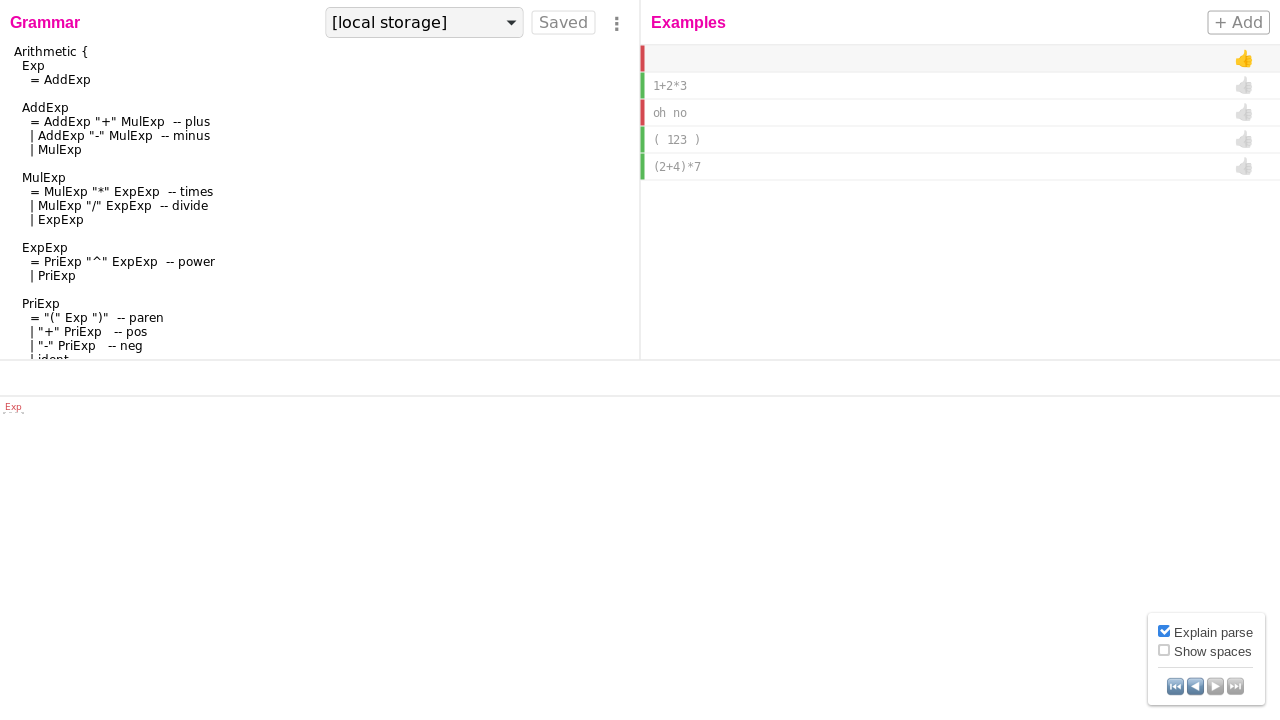 Grammar
[local storage]
Saved
Examples
+ Add
Arithmetic {
Exp
= AddExp
AddExp
= AddExp "+" MulExp -- plus
| AddExp "-" MulExp -- minus
| MulExp
MulExp
= MulExp "*" ExpExp -- times
| MulExp "/" ExpExp -- divide
| ExpExp
ExpExp
= PriExp "^" ExpExp -- power
| PriExp
PriExp
= "(" Exp ")" -- paren
| "+" PriExp -- pos
| "-" PriExp -- neg
| ident
1+2*3
oh no
( 123 )
(2+4)*7
Exp
Explain parse
Show spaces